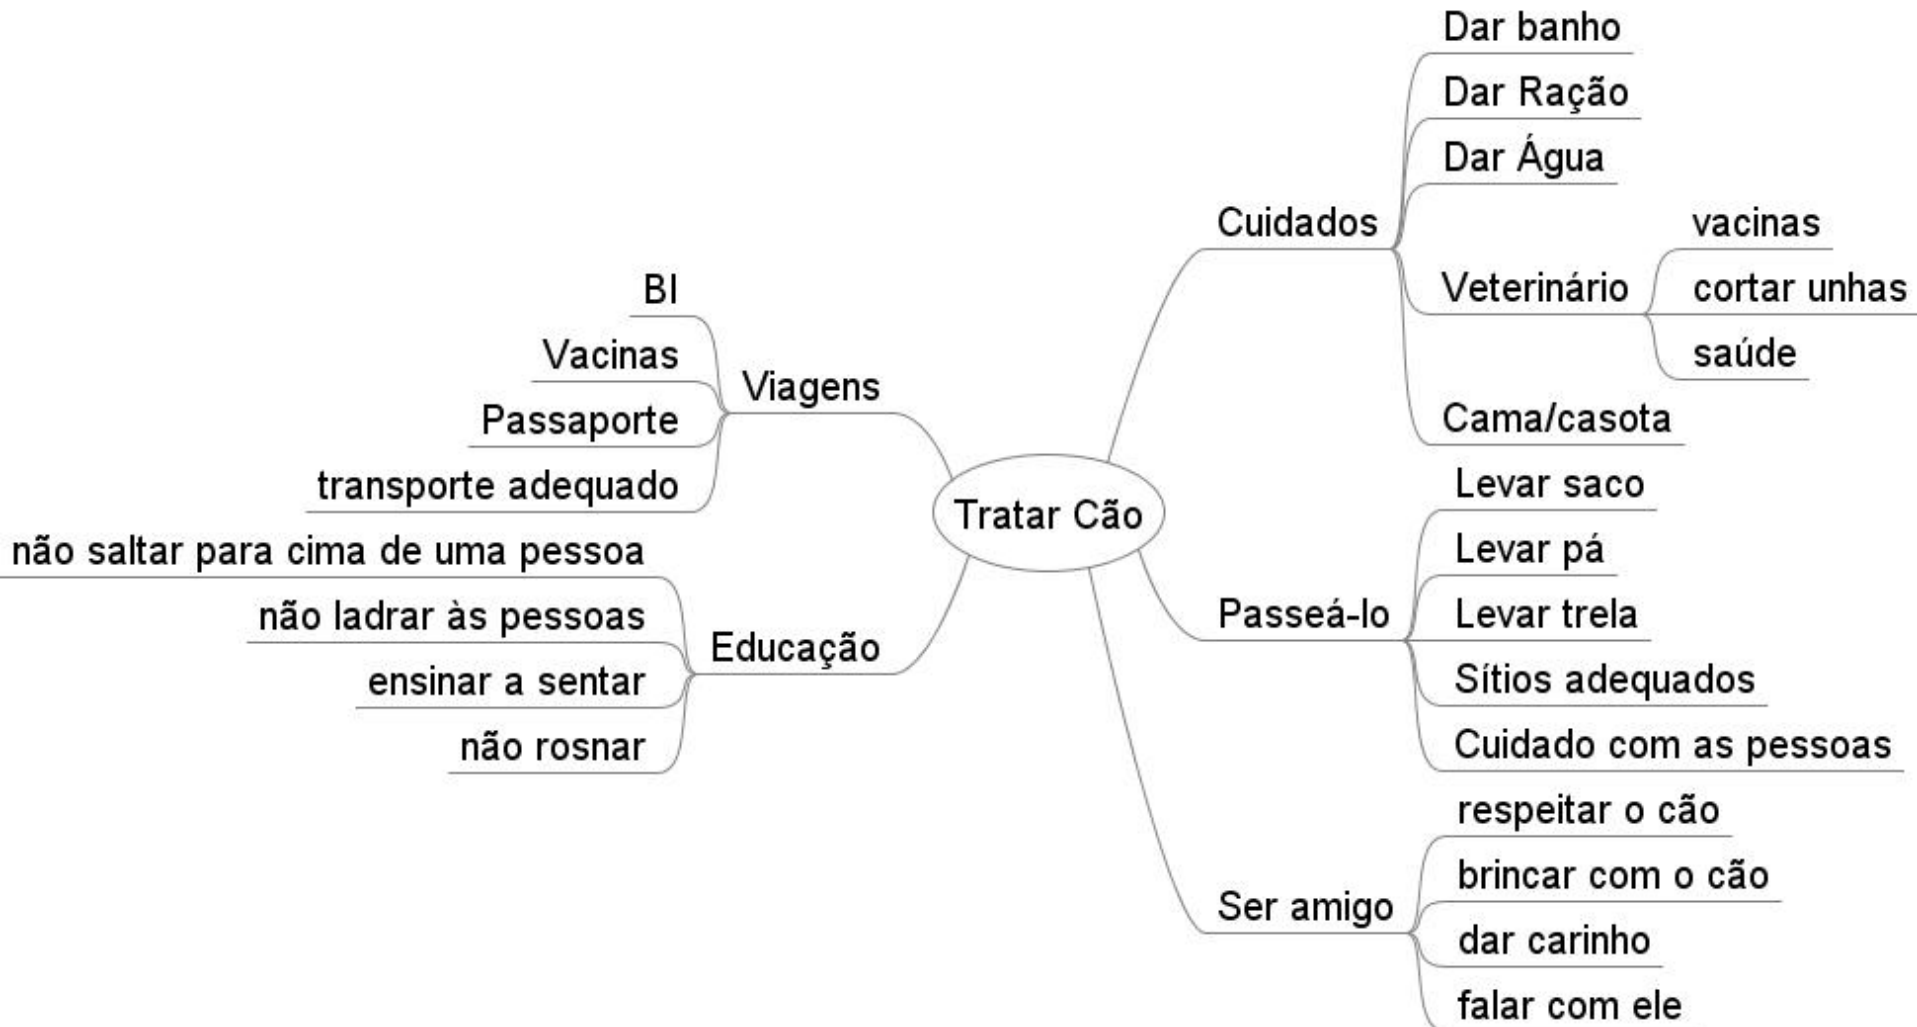 Tratar Cão
Cuidados
Dar banho
Dar Ração
Dar Água
Veterinário
vacinas
cortar unhas
saúde
Cama/casota
Passeá-lo
Levar saco
Levar pá
Levar trela
Sítios adequados
Cuidado com as pessoas
Ser amigo
respeitar o cão
brincar com o cão
dar carinho
falar com ele
Viagens
BI
Vacinas
Passaporte
transporte adequado
Educação
não saltar para cima de uma pessoa
não ladrar às pessoas
ensinar a sentar
não rosnar